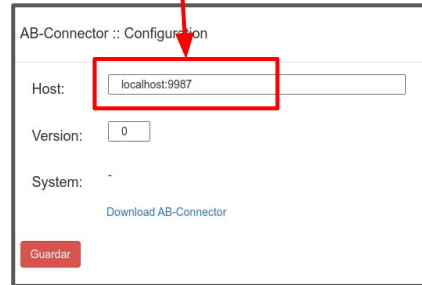 AB-Connector :: Configuration
Host: localhost:9987
Version: 0
System: -
Download AB-Connector
Guardar